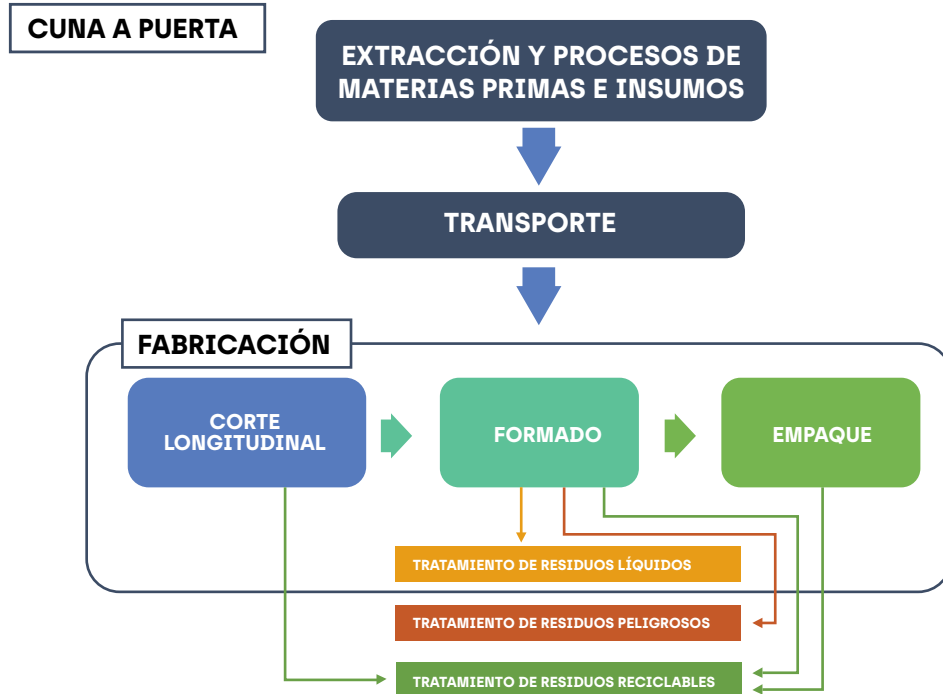 CUNA A PUERTA
EXTRACCIÓN Y PROCESOS DE
MATERIAS PRIMAS E INSUMOS
TRANSPORTE
FABRICACIÓN
CORTE
LONGITUDINAL
FORMADO
EMPAQUE
TRATAMIENTO DE RESIDUOS LÍQUIDOS
TRATAMIENTO DE RESIDUOS PELIGROSOS
TRATAMIENTO DE RESIDUOS RECICLABLES